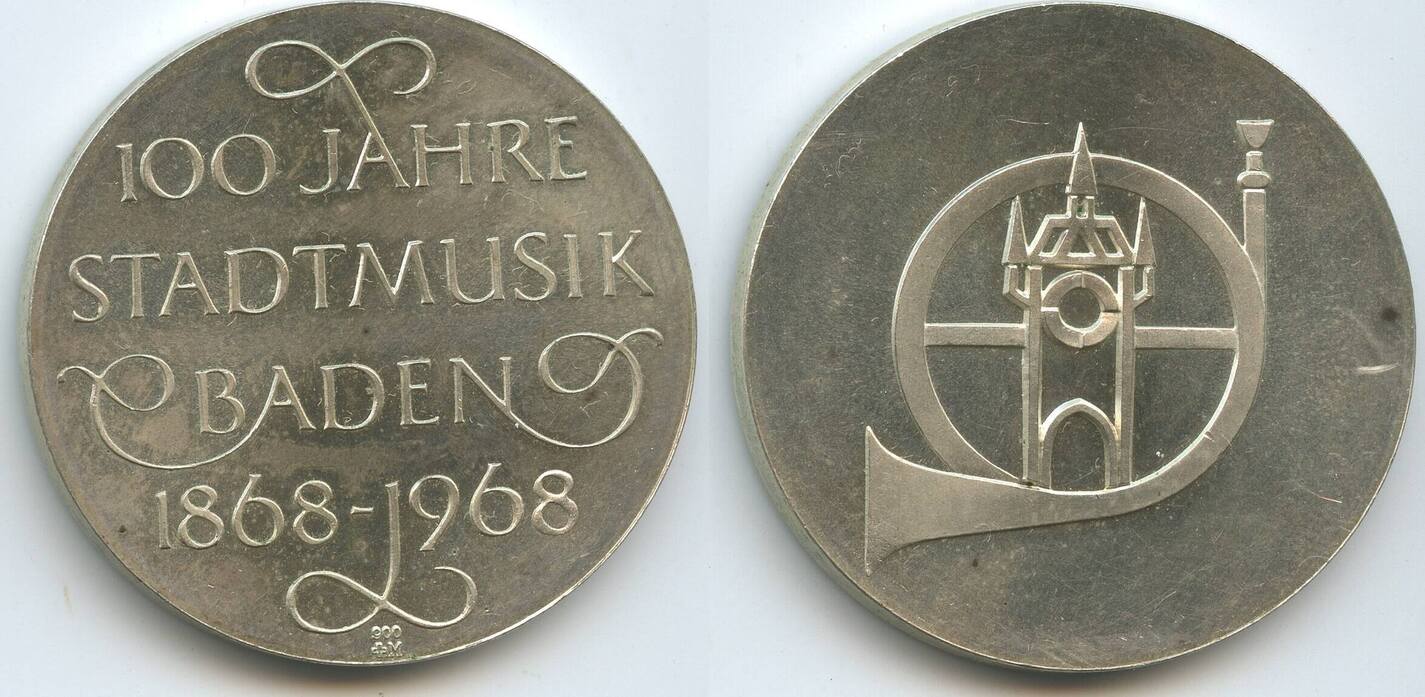 100 JAHRE
STADTMUSIK
BADEN
1868-1968
900
+M